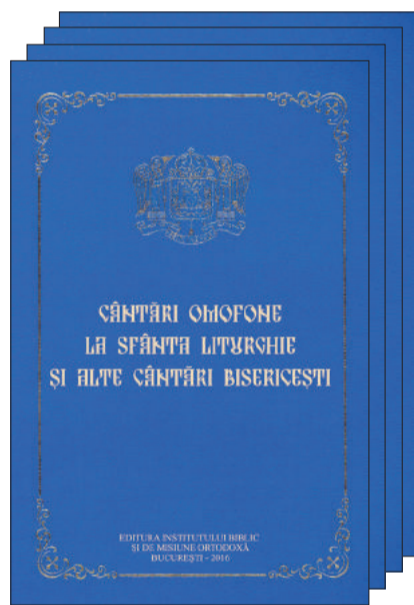 CÂNTĂRI OMOFONE
LA SFÂNTA LITURGHIE
ȘI ALTE CÂNTĂRI BISERICEȘTI
EDITURA INSTITUTULUI BIBLIC
ȘI DE MISIUNE ORTODOXĂ
BUCUREȘTI - 2016